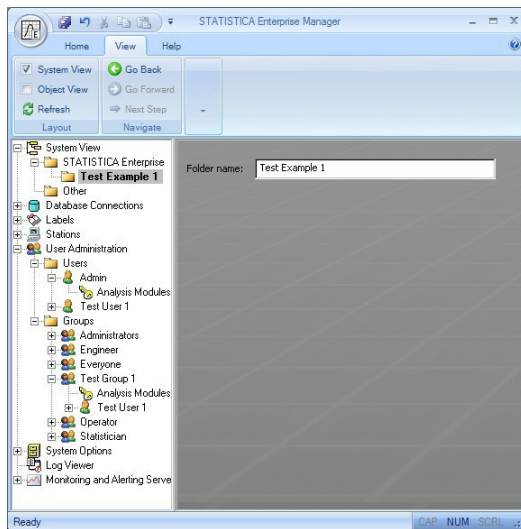 STATISTICA Enterprise Manager
Home View Help
System View
Object View
Refresh
Layout
Go Back
Go Forward
Next Step
Navigate
System View
STATISTICA Enterprise
Test Example 1
Other
Database Connections
Labels
Stations
User Administration
Users
Admin
Analysis Modules
Test User 1
Groups
Administrators
Engineer
Everyone
Test Group 1
Analysis Modules
Test User 1
Operator
Statistician
System Options
Log Viewer
Monitoring and Alerting Serve
Folder name: Test Example 1
Ready CAP NUM SCRL